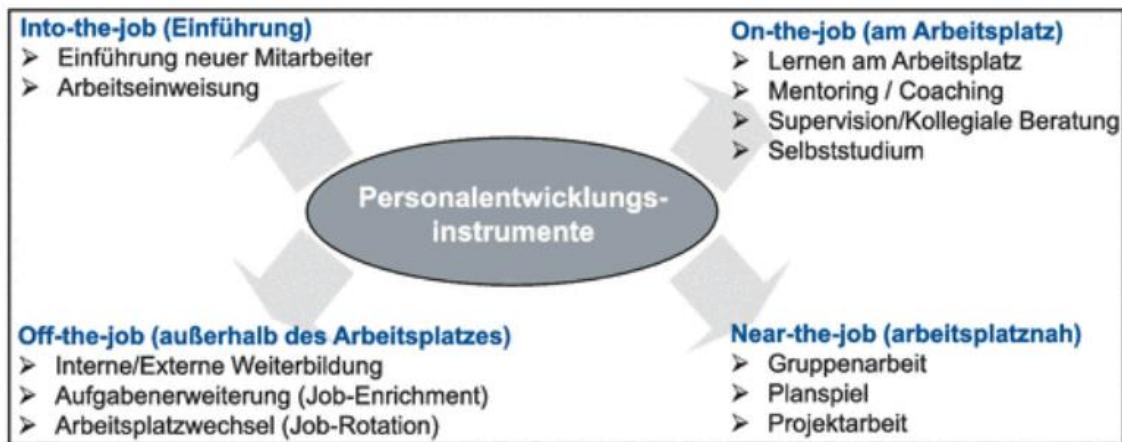 Into-the-job (Einführung)
➢ Einführung neuer Mitarbeiter
➢ Arbeitseinweisung
On-the-job (am Arbeitsplatz)
➢ Lernen am Arbeitsplatz
➢ Mentoring / Coaching
➢ Supervision/Kollegiale Beratung
➢ Selbststudium
Personalentwicklungs-
instrumente
Off-the-job (außerhalb des Arbeitsplatzes)
➢ Interne/Externe Weiterbildung
➢ Aufgabenerweiterung (Job-Enrichment)
➢ Arbeitsplatzwechsel (Job-Rotation)
Near-the-job (arbeitsplatznah)
➢ Gruppenarbeit
➢ Planspiel
➢ Projektarbeit